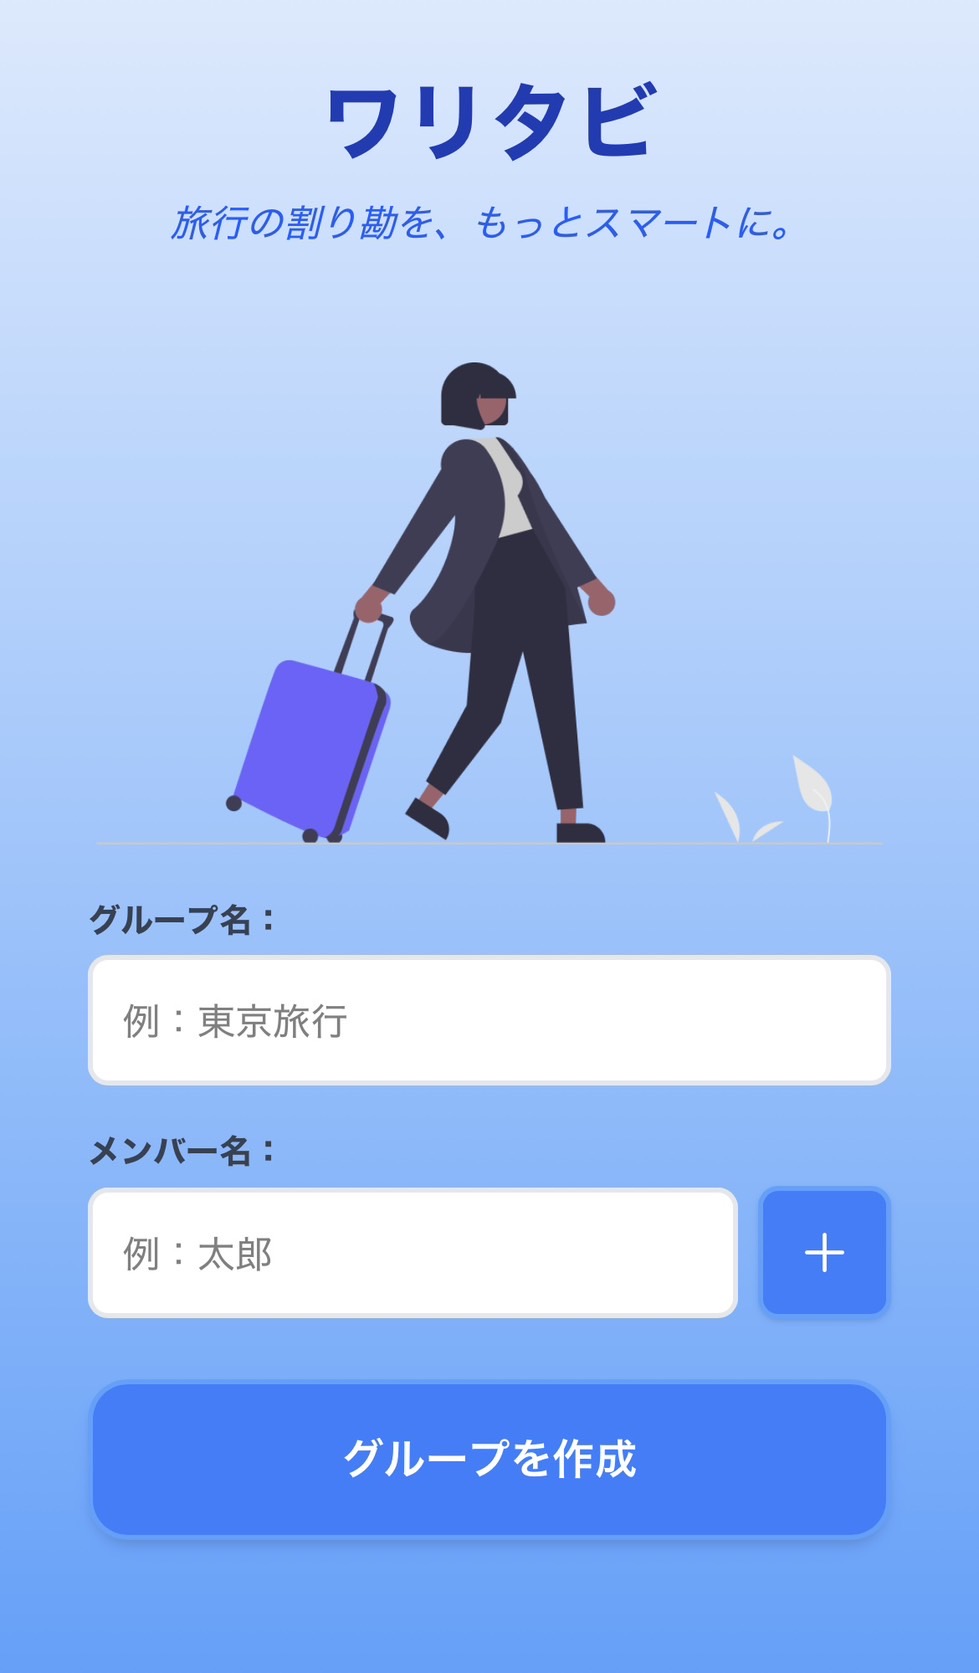 ワリタビ
旅行の割り勘を、もっとスマートに。
グループ名：
例：東京旅行
メンバー名：
例：太郎
グループを作成